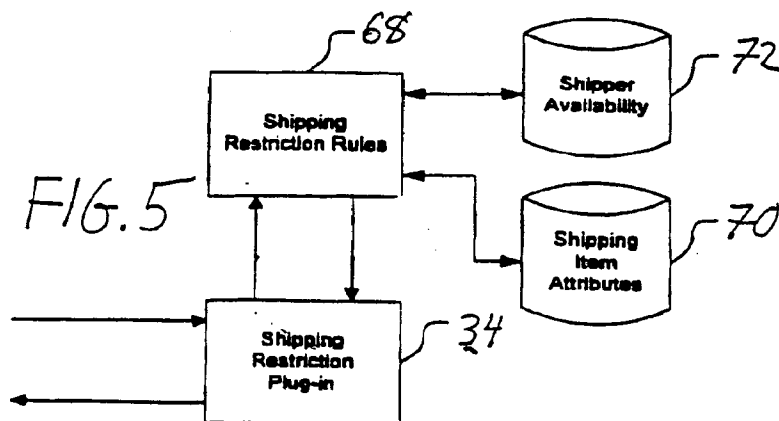 68
Shipping
Restriction Rules
Shipper
Availability
72
FIG. 5
Shipping
Item
Attributes
70
Shipping
Restriction
Plug-in
34